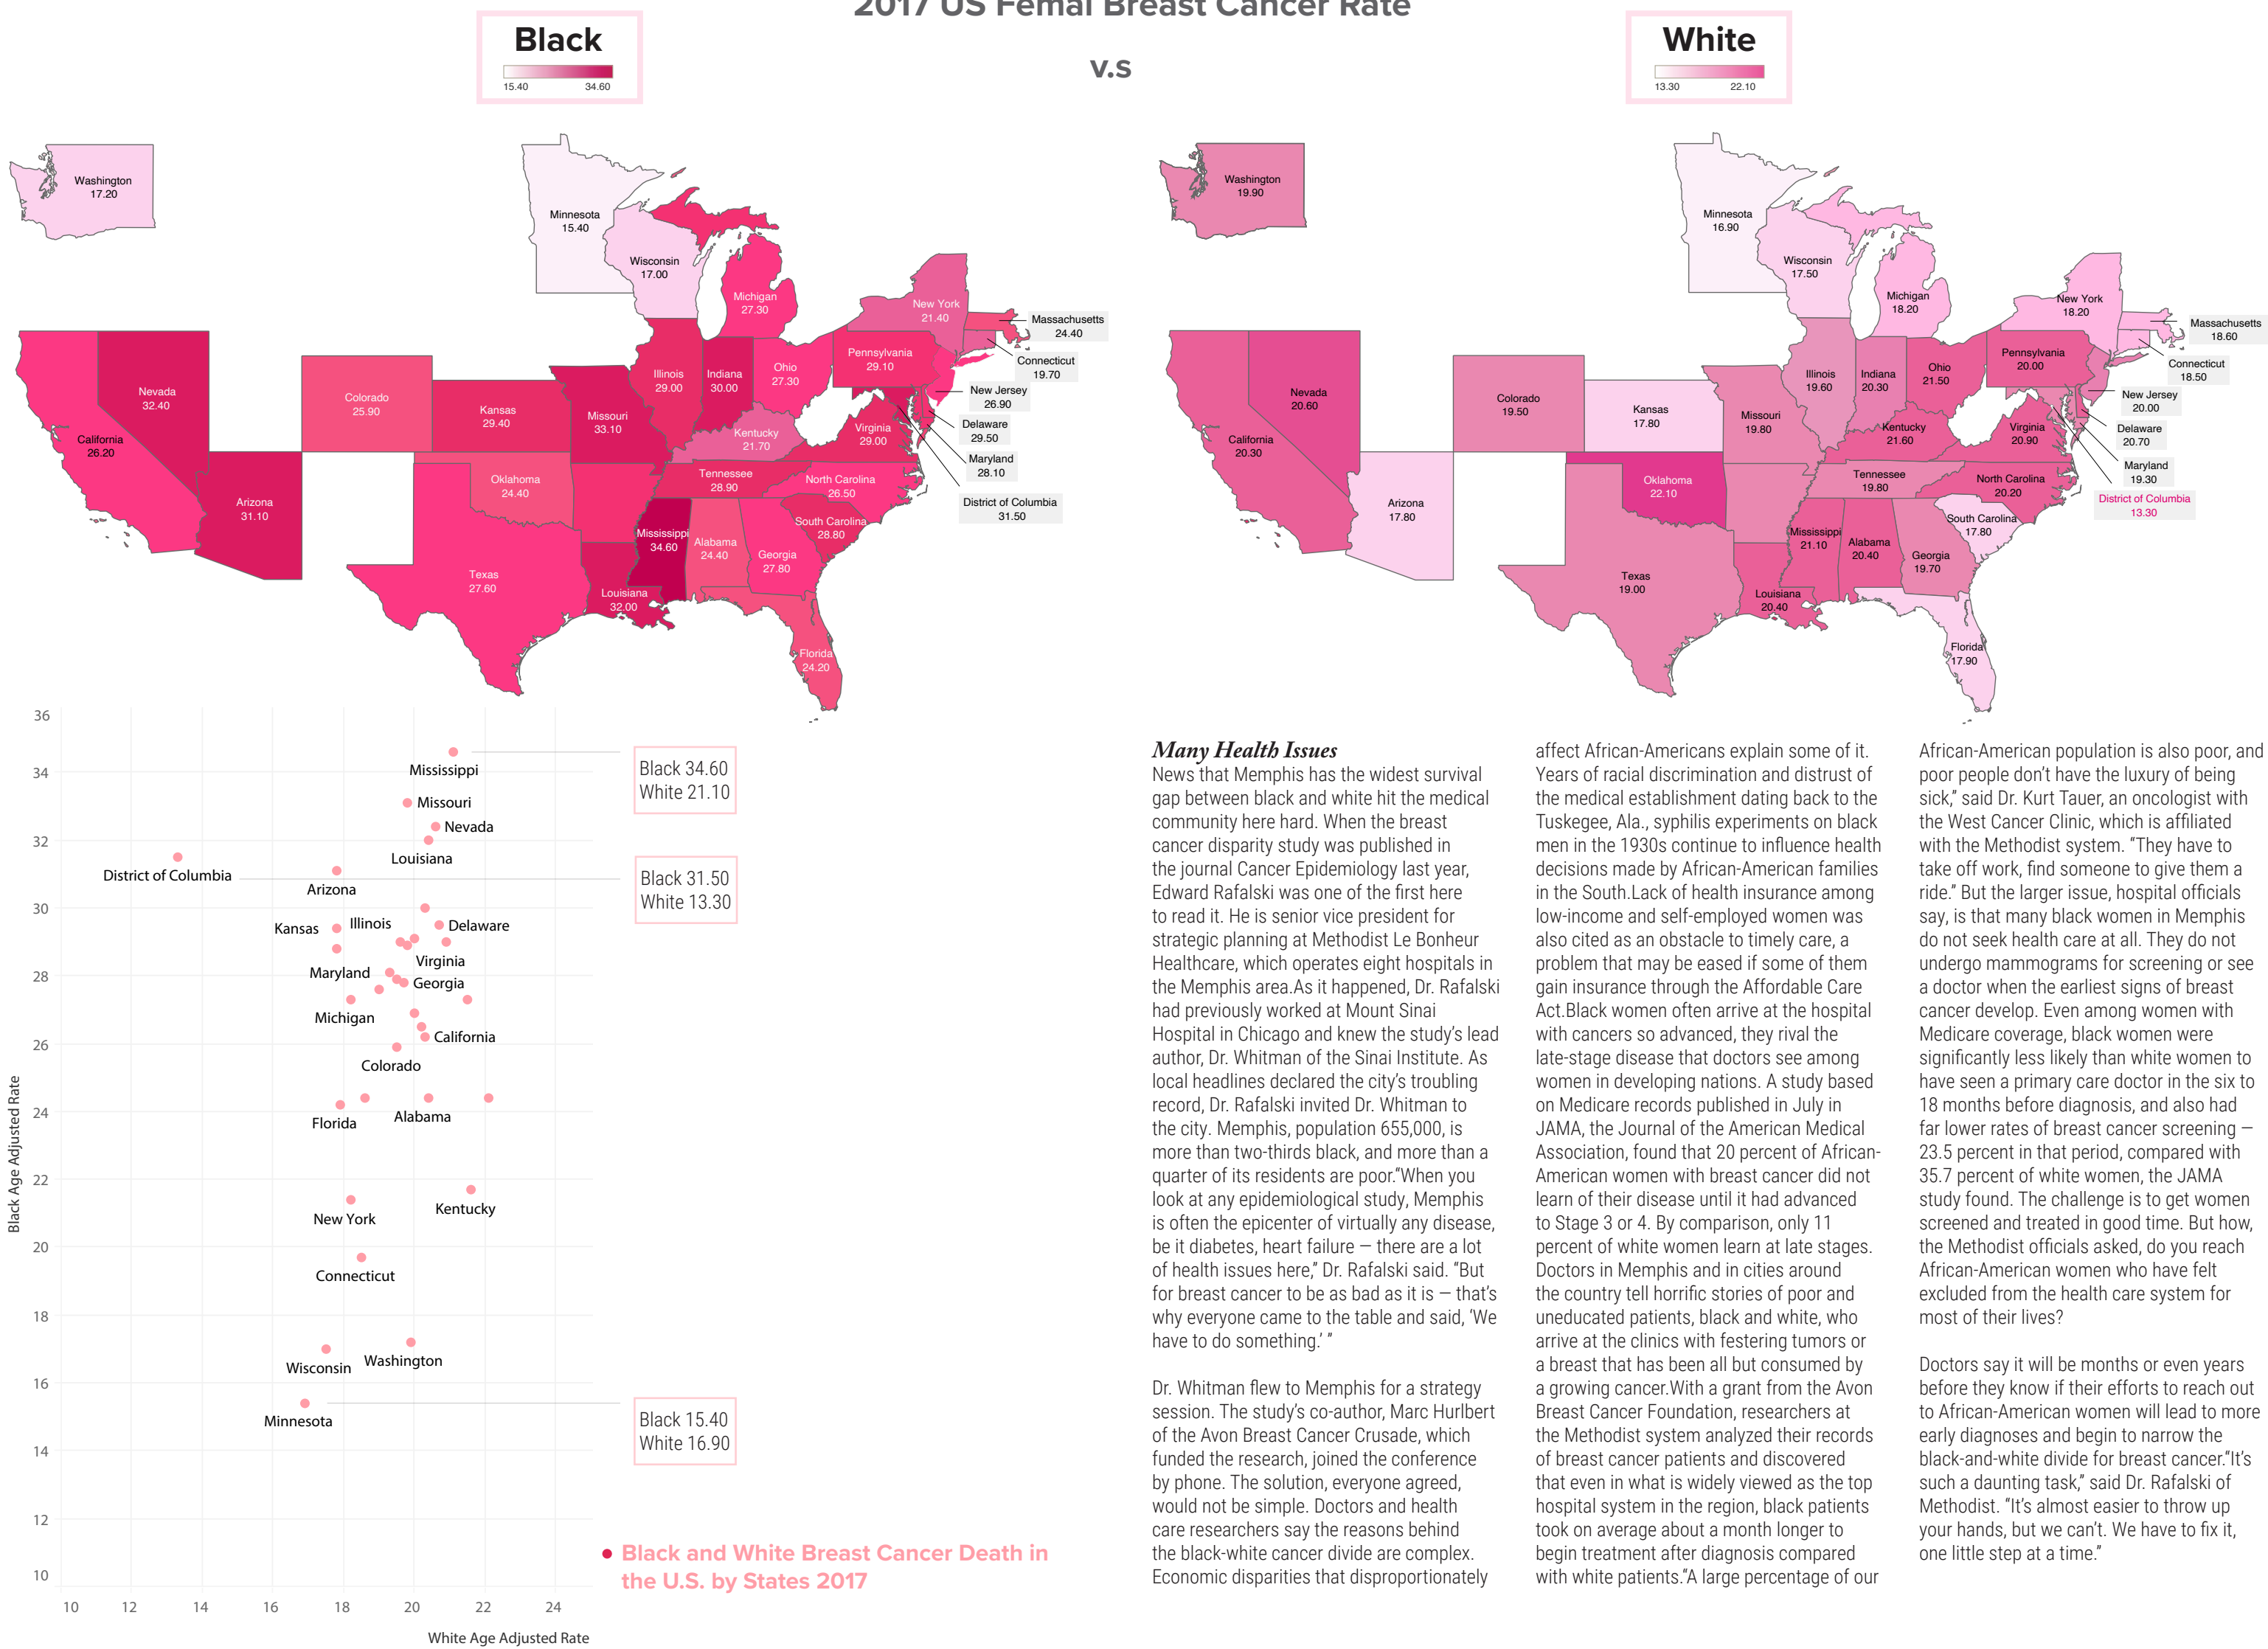 2017 US Femal Breast Cancer Rate
Black
15.40 34.60
v.s
White
13.30 22.10
Washington
17.20
Minnesota
15.40
Wisconsin
17.00
Michigan
27.30
New York
21.40
Massachusetts
24.40
Connecticut
19.70
New Jersey
26.90
Delaware
29.50
Maryland
28.10
District of Columbia
31.50
Pennsylvania
29.10
Ohio
27.30
Indiana
30.00
Illinois
29.00
Nevada
32.40
California
26.20
Arizona
31.10
Colorado
25.90
Kansas
29.40
Missouri
33.10
Kentucky
21.70
Virginia
29.00
Oklahoma
24.40
Tennessee
28.90
North Carolina
26.50
South Carolina
28.80
Mississippi
34.60
Alabama
24.40
Georgia
27.80
Texas
27.60
Louisiana
32.00
Florida
24.20
Washington
19.90
Minnesota
16.90
Wisconsin
17.50
Michigan
18.20
New York
18.20
Massachusetts
18.60
Connecticut
18.50
New Jersey
20.00
Delaware
20.70
Maryland
19.30
District of Columbia
13.30
Pennsylvania
20.00
Ohio
21.50
Indiana
20.30
Illinois
19.60
Nevada
20.60
California
20.30
Arizona
17.80
Colorado
19.50
Kansas
17.80
Missouri
19.80
Kentucky
21.60
Virginia
20.90
Oklahoma
22.10
Tennessee
19.80
North Carolina
20.20
South Carolina
17.80
Mississippi
21.10
Alabama
20.40
Georgia
19.70
Texas
19.00
Louisiana
20.40
Florida
17.90
36
34
32
30
28
26
24
22
20
18
16
14
12
10
Black Age Adjusted Rate
Mississippi
Missouri
Nevada
Louisiana
District of Columbia
Arizona
Kansas
Illinois
Delaware
Virginia
Maryland
Georgia
Michigan
California
Colorado
Florida
Alabama
New York
Kentucky
Connecticut
Wisconsin
Washington
Minnesota
Black 34.60
White 21.10
Black 31.50
White 13.30
Black 15.40
White 16.90
10 12 14 16 18 20 22 24
White Age Adjusted Rate
Black and White Breast Cancer Death in
the U.S. by States 2017
Many Health Issues
News that Memphis has the widest survival
gap between black and white hit the medical
community here hard. When the breast
cancer disparity study was published in
the journal Cancer Epidemiology last year,
Edward Rafalski was one of the first here
to read it. He is senior vice president for
strategic planning at Methodist Le Bonheur
Healthcare, which operates eight hospitals in
the Memphis area.As it happened, Dr. Rafalski
had previously worked at Mount Sinai
Hospital in Chicago and knew the study’s lead
author, Dr. Whitman of the Sinai Institute. As
local headlines declared the city’s troubling
record, Dr. Rafalski invited Dr. Whitman to
the city. Memphis, population 655,000, is
more than two-thirds black, and more than a
quarter of its residents are poor.“When you
look at any epidemiological study, Memphis
is often the epicenter of virtually any disease,
be it diabetes, heart failure — there are a lot
of health issues here,” Dr. Rafalski said. “But
for breast cancer to be as bad as it is — that’s
why everyone came to the table and said, ‘We
have to do something.’ ”
Dr. Whitman flew to Memphis for a strategy
session. The study’s co-author, Marc Hurlbert
of the Avon Breast Cancer Crusade, which
funded the research, joined the conference
by phone. The solution, everyone agreed,
would not be simple. Doctors and health
care researchers say the reasons behind
the black-white cancer divide are complex.
Economic disparities that disproportionately
affect African-Americans explain some of it.
Years of racial discrimination and distrust of
the medical establishment dating back to the
Tuskegee, Ala., syphilis experiments on black
men in the 1930s continue to influence health
decisions made by African-American families
in the South.Lack of health insurance among
low-income and self-employed women was
also cited as an obstacle to timely care, a
problem that may be eased if some of them
gain insurance through the Affordable Care
Act.Black women often arrive at the hospital
with cancers so advanced, they rival the
late-stage disease that doctors see among
women in developing nations. A study based
on Medicare records published in July in
JAMA, the Journal of the American Medical
Association, found that 20 percent of African-
American women with breast cancer did not
learn of their disease until it had advanced
to Stage 3 or 4. By comparison, only 11
percent of white women learn at late stages.
Doctors in Memphis and in cities around
the country tell horrific stories of poor and
uneducated patients, black and white, who
arrive at the clinics with festering tumors or
a breast that has been all but consumed by
a growing cancer.With a grant from the Avon
Breast Cancer Foundation, researchers at
the Methodist system analyzed their records
of breast cancer patients and discovered
that even in what is widely viewed as the top
hospital system in the region, black patients
took on average about a month longer to
begin treatment after diagnosis compared
with white patients.“A large percentage of our
African-American population is also poor, and
poor people don’t have the luxury of being
sick,” said Dr. Kurt Tauer, an oncologist with
the West Cancer Clinic, which is affiliated
with the Methodist system. “They have to
take off work, find someone to give them a
ride.” But the larger issue, hospital officials
say, is that many black women in Memphis
do not seek health care at all. They do not
undergo mammograms for screening or see
a doctor when the earliest signs of breast
cancer develop. Even among women with
Medicare coverage, black women were
significantly less likely than white women to
have seen a primary care doctor in the six to
18 months before diagnosis, and also had
far lower rates of breast cancer screening —
23.5 percent in that period, compared with
35.7 percent of white women, the JAMA
study found. The challenge is to get women
screened and treated in good time. But how,
the Methodist officials asked, do you reach
African-American women who have felt
excluded from the health care system for
most of their lives?
Doctors say it will be months or even years
before they know if their efforts to reach out
to African-American women will lead to more
early diagnoses and begin to narrow the
black-and-white divide for breast cancer.“It’s
such a daunting task,” said Dr. Rafalski of
Methodist. “It’s almost easier to throw up
your hands, but we can’t. We have to fix it,
one little step at a time.”